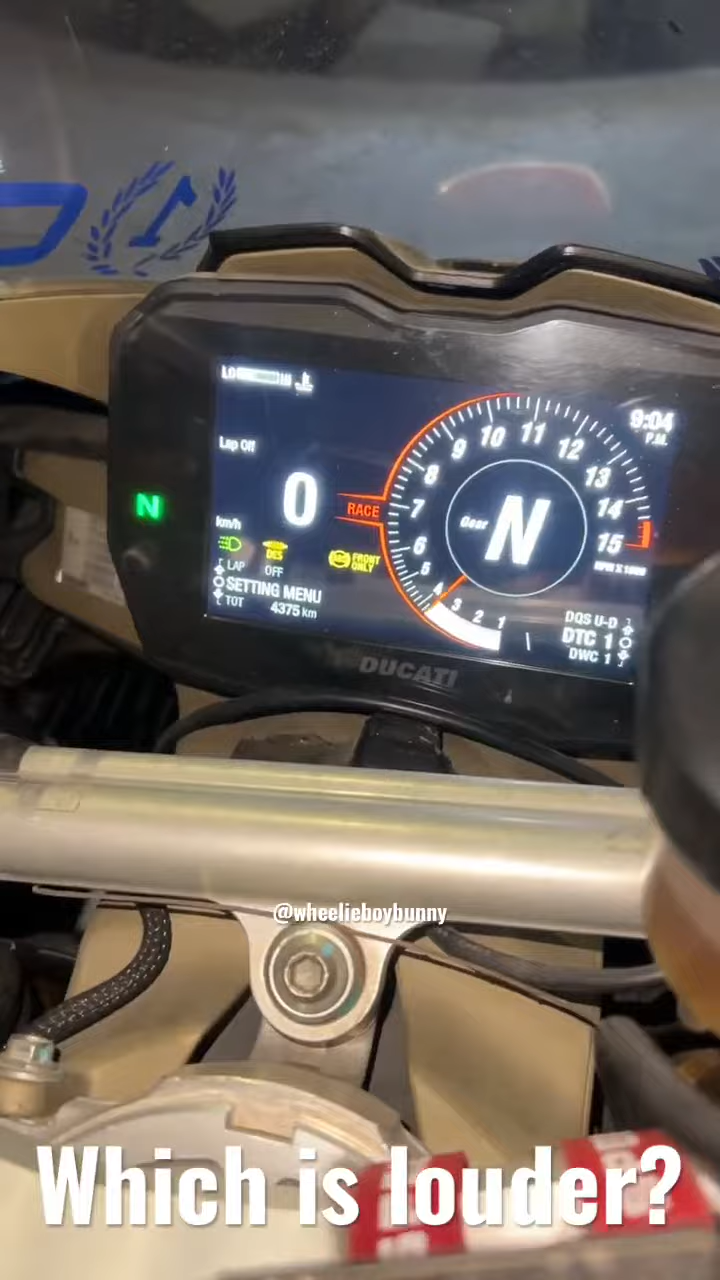 1
LO
9:04
P.M.
Lap Off
0
km/h
N
RACE
Gear
N
1
2
3
4
5
6
7
8
9
10
11
12
13
14
15
RPM X 1000
LAP
DES
OFF
ABS
FRONT
ONLY
SETTING MENU
TOT 4375 km
DQS U-D
DTC 1
DWC 1
DUCATI
@wheelieboybunny
Which is louder?